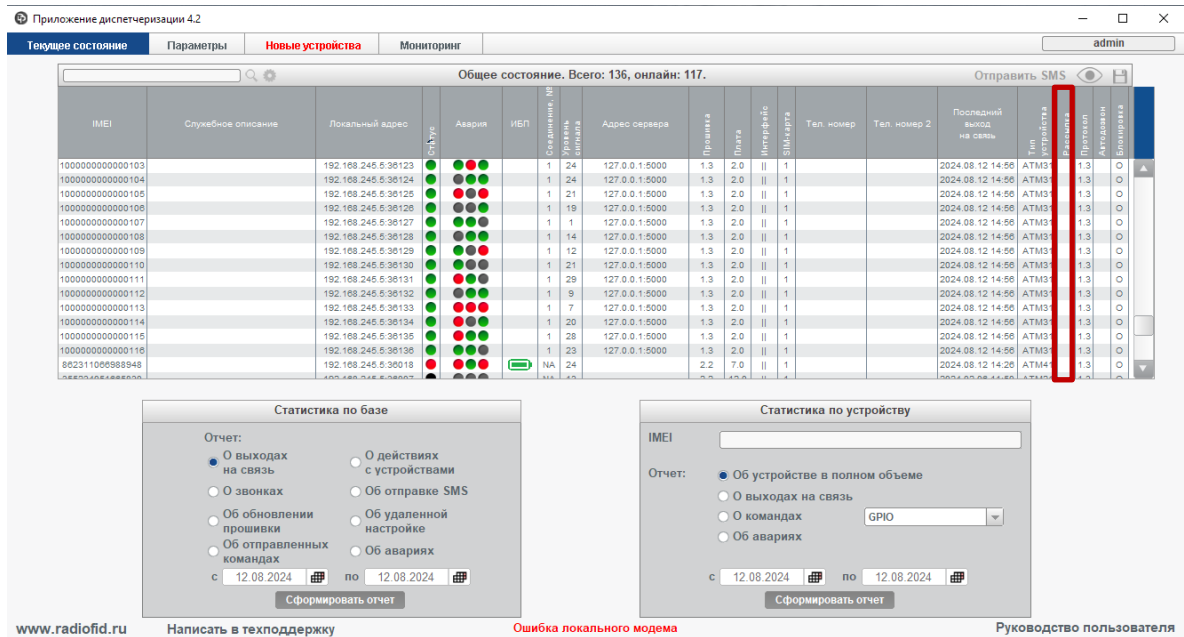 Приложение диспетчеризации 4.2
Текущее состояние Параметры Новые устройства Мониторинг admin
Общее состояние. Всего: 136, онлайн: 117. Отправить SMS
IMEI Служебное описание Локальный адрес Статус Авария ИБП Соединение, № Уровень сигнала Адрес сервера Прошивка Плата Интерфейс SIM-карта Тел. номер Тел. номер 2 Последний выход на связь Тип устройства Рассылка Протокол Автодозвон Блокировка
1000000000000103 192.168.245.5:36123 1 24 127.0.0.1:5000 1.3 2.0 || 1 2024.08.12 14:56 ATM31 1.3 O
1000000000000104 192.168.245.5:36124 1 24 127.0.0.1:5000 1.3 2.0 || 1 2024.08.12 14:56 ATM31 1.3 O
1000000000000105 192.168.245.5:36125 1 21 127.0.0.1:5000 1.3 2.0 || 1 2024.08.12 14:56 ATM31 1.3 O
1000000000000106 192.168.245.5:36126 1 19 127.0.0.1:5000 1.3 2.0 || 1 2024.08.12 14:56 ATM31 1.3 O
1000000000000107 192.168.245.5:36127 1 1 127.0.0.1:5000 1.3 2.0 || 1 2024.08.12 14:56 ATM31 1.3 O
1000000000000108 192.168.245.5:36128 1 14 127.0.0.1:5000 1.3 2.0 || 1 2024.08.12 14:56 ATM31 1.3 O
1000000000000109 192.168.245.5:36129 1 12 127.0.0.1:5000 1.3 2.0 || 1 2024.08.12 14:56 ATM31 1.3 O
1000000000000110 192.168.245.5:36130 1 21 127.0.0.1:5000 1.3 2.0 || 1 2024.08.12 14:56 ATM31 1.3 O
1000000000000111 192.168.245.5:36131 1 29 127.0.0.1:5000 1.3 2.0 || 1 2024.08.12 14:56 ATM31 1.3 O
1000000000000112 192.168.245.5:36132 1 9 127.0.0.1:5000 1.3 2.0 || 1 2024.08.12 14:56 ATM31 1.3 O
1000000000000113 192.168.245.5:36133 1 7 127.0.0.1:5000 1.3 2.0 || 1 2024.08.12 14:56 ATM31 1.3 O
1000000000000114 192.168.245.5:36134 1 20 127.0.0.1:5000 1.3 2.0 || 1 2024.08.12 14:56 ATM31 1.3 O
1000000000000115 192.168.245.5:36135 1 28 127.0.0.1:5000 1.3 2.0 || 1 2024.08.12 14:56 ATM31 1.3 O
1000000000000116 192.168.245.5:36136 1 23 127.0.0.1:5000 1.3 2.0 || 1 2024.08.12 14:56 ATM31 1.3 O
862311066988948 192.168.245.5:36018 NA 24 2.2 7.0 || 1 2024.08.12 14:26 ATM41 1.3 O
Статистика по базе
Отчет:
О выходах на связь О действиях с устройствами
О звонках Об отправке SMS
Об обновлении прошивки Об удаленной настройке
Об отправленных командах Об авариях
с 12.08.2024 по 12.08.2024
Сформировать отчет
Статистика по устройству
IMEI
Отчет: Об устройстве в полном объеме
О выходах на связь
О командах GPIO
Об авариях
с 12.08.2024 по 12.08.2024
Сформировать отчет
www.radiofid.ru Написать в техподдержку Ошибка локального модема Руководство пользователя